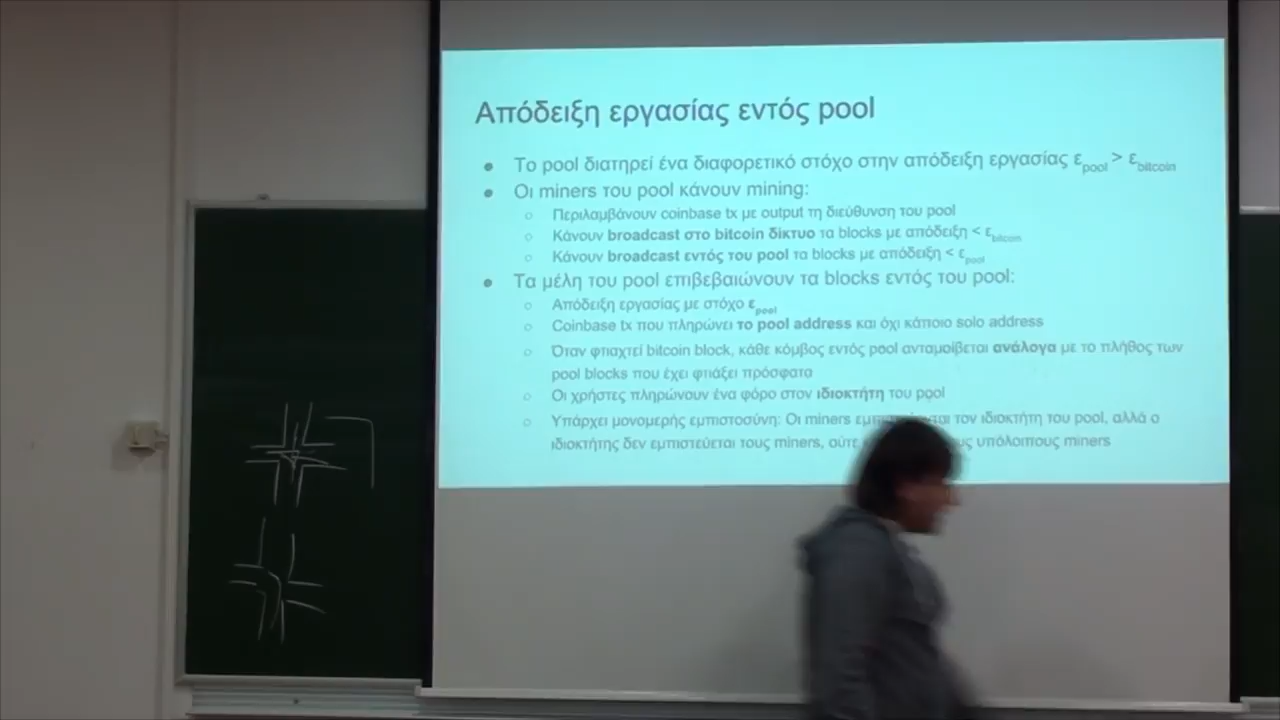 Απόδειξη εργασίας εντός pool
● Το pool διατηρεί ένα διαφορετικό στόχο στην απόδειξη εργασίας ε_pool > ε_bitcoin
● Οι miners του pool κάνουν mining:
○ Περιλαμβάνουν coinbase tx με output τη διεύθυνση του pool
○ Κάνουν broadcast στο bitcoin δίκτυο τα blocks με απόδειξη < ε_bitcoin
○ Κάνουν broadcast εντός του pool τα blocks με απόδειξη < ε_pool
● Τα μέλη του pool επιβεβαιώνουν τα blocks εντός του pool:
○ Απόδειξη εργασίας με στόχο ε_pool
○ Coinbase tx που πληρώνει το pool address και όχι κάποιο solo address
○ Όταν φτιαχτεί bitcoin block, κάθε κόμβος εντός pool ανταμοίβεται ανάλογα με το πλήθος των
pool blocks που έχει φτιάξει πρόσφατα
○ Οι χρήστες πληρώνουν ένα φόρο στον ιδιοκτήτη του pool
○ Υπάρχει μονομερής εμπιστοσύνη: Οι miners τον ιδιοκτήτη του pool, αλλά ο
ιδιοκτήτης δεν εμπιστεύεται τους miners, ούτε υπόλοιπους miners